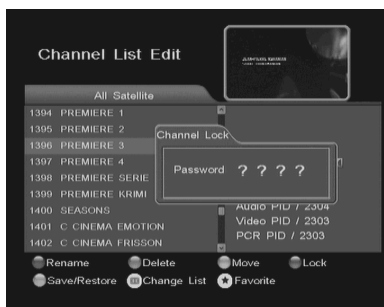 Channel List Edit
All Satellite
1394 PREMIERE 1
1395 PREMIERE 2
1396 PREMIERE 3
1397 PREMIERE 4
1398 PREMIERE SERIE
1399 PREMIERE KRIMI
1400 SEASONS
1401 C CINEMA EMOTION
1402 C CINEMA FRISSON
Channel Lock
Password ? ? ? ?
Audio PID / 2304
Video PID / 2303
PCR PID / 2303
Rename Delete Move Lock
Save/Restore Change List Favorite